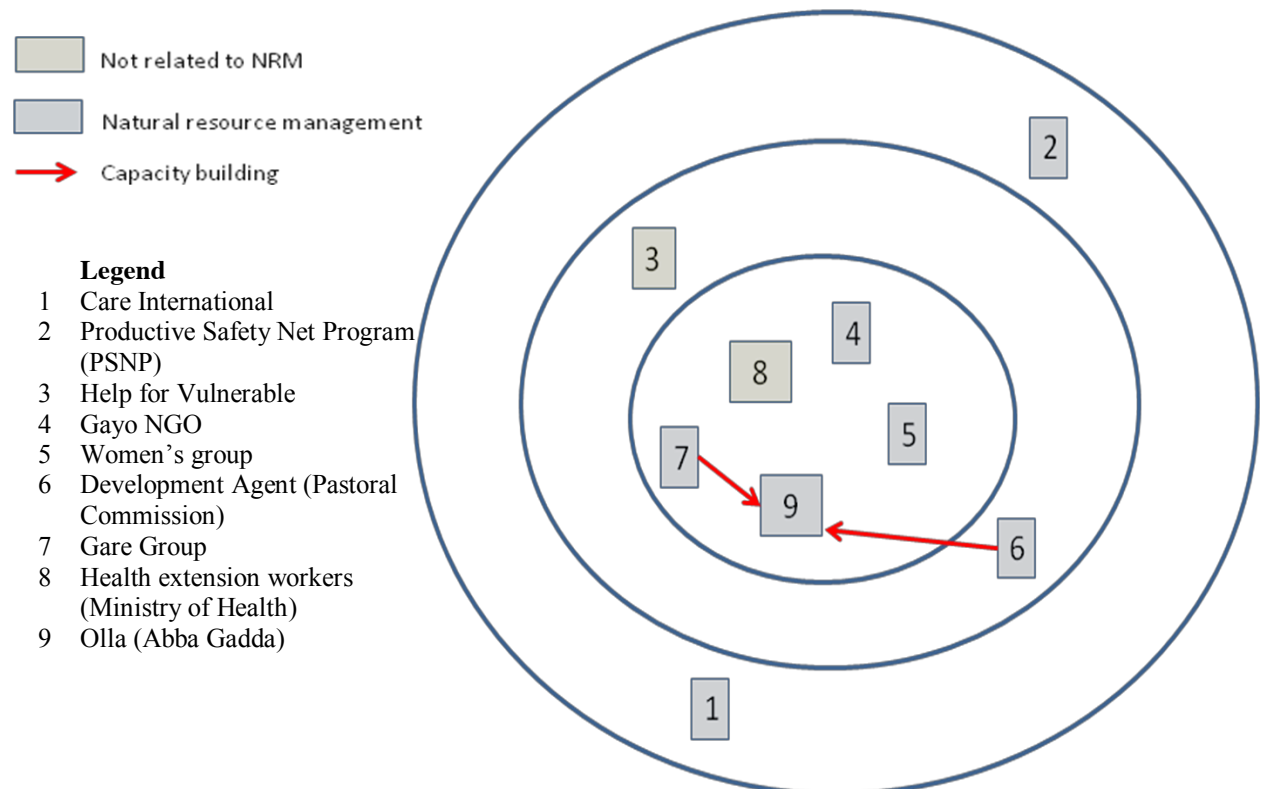 Not related to NRM
Natural resource management
Capacity building
Legend
1 Care International
2 Productive Safety Net Program
(PSNP)
3 Help for Vulnerable
4 Gayo NGO
5 Women’s group
6 Development Agent (Pastoral
Commission)
7 Gare Group
8 Health extension workers
(Ministry of Health)
9 Olla (Abba Gadda)
2
3
4
8
5
7
9
6
1